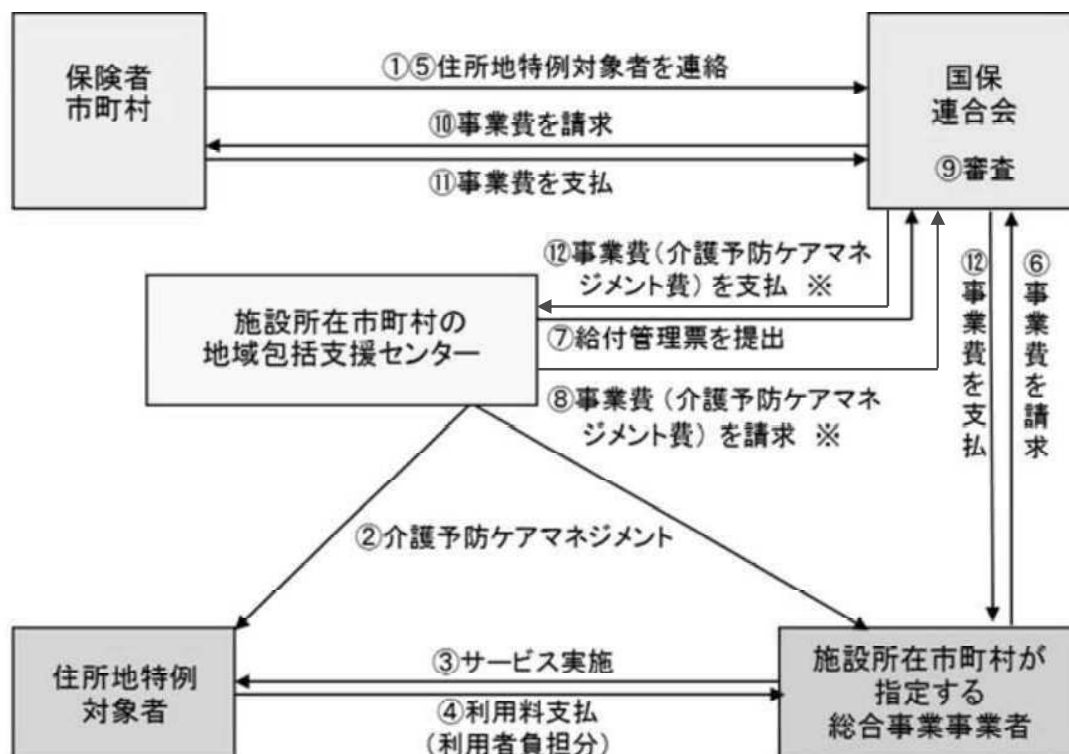 保険者
市町村
①⑤住所地特例対象者を連絡
⑩事業費を請求
⑪事業費を支払
国保
連合会
⑨審査
⑫事業費(介護予防ケアマネ
ジメント費)を支払 ※
⑦給付管理票を提出
⑧事業費(介護予防ケアマネ
ジメント費)を請求 ※
施設所在市町村の
地域包括支援センター
⑫事業費を支払
⑥事業費を請求
②介護予防ケアマネジメント
住所地特例
対象者
③サービス実施
④利用料支払
(利用者負担分)
施設所在市町村が
指定する
総合事業事業者